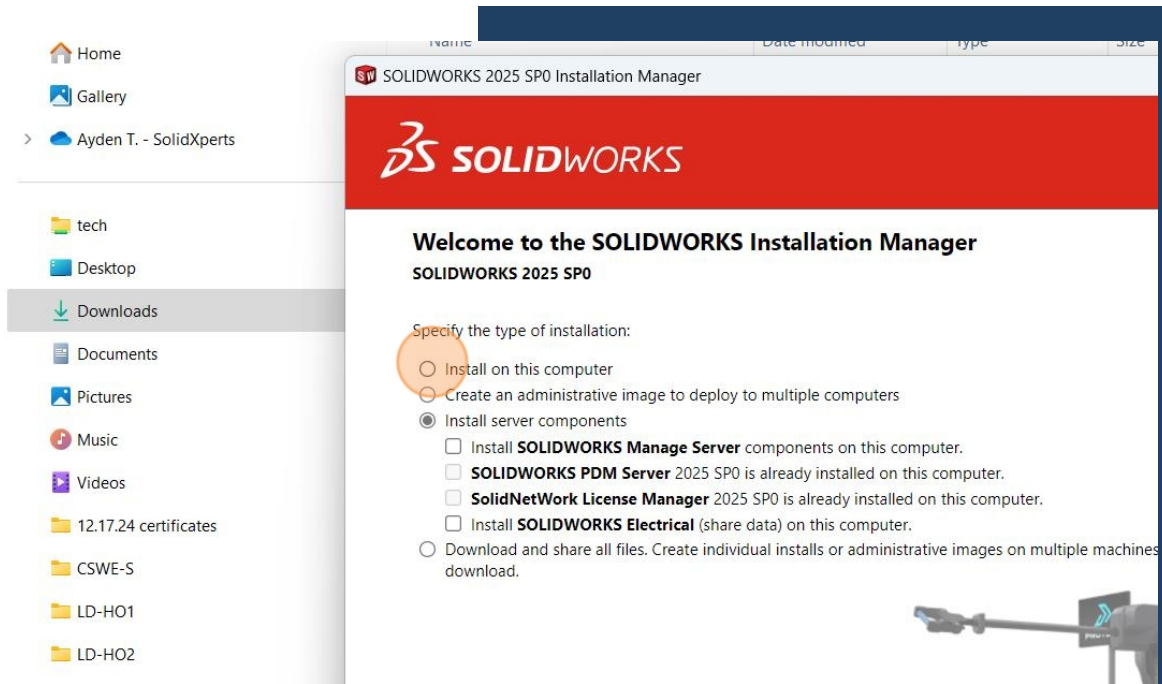 Name Date modified Type Size
Home
Gallery
Ayden T. - SolidXperts
tech
Desktop
Downloads
Documents
Pictures
Music
Videos
12.17.24 certificates
CSWE-S
LD-HO1
LD-HO2
SOLIDWORKS 2025 SP0 Installation Manager
SOLIDWORKS
Welcome to the SOLIDWORKS Installation Manager
SOLIDWORKS 2025 SP0
Specify the type of installation:
Install on this computer
Create an administrative image to deploy to multiple computers
Install server components
Install SOLIDWORKS Manage Server components on this computer.
SOLIDWORKS PDM Server 2025 SP0 is already installed on this computer.
SolidNetWork License Manager 2025 SP0 is already installed on this computer.
Install SOLIDWORKS Electrical (share data) on this computer.
Download and share all files. Create individual installs or administrative images on multiple machines
download.